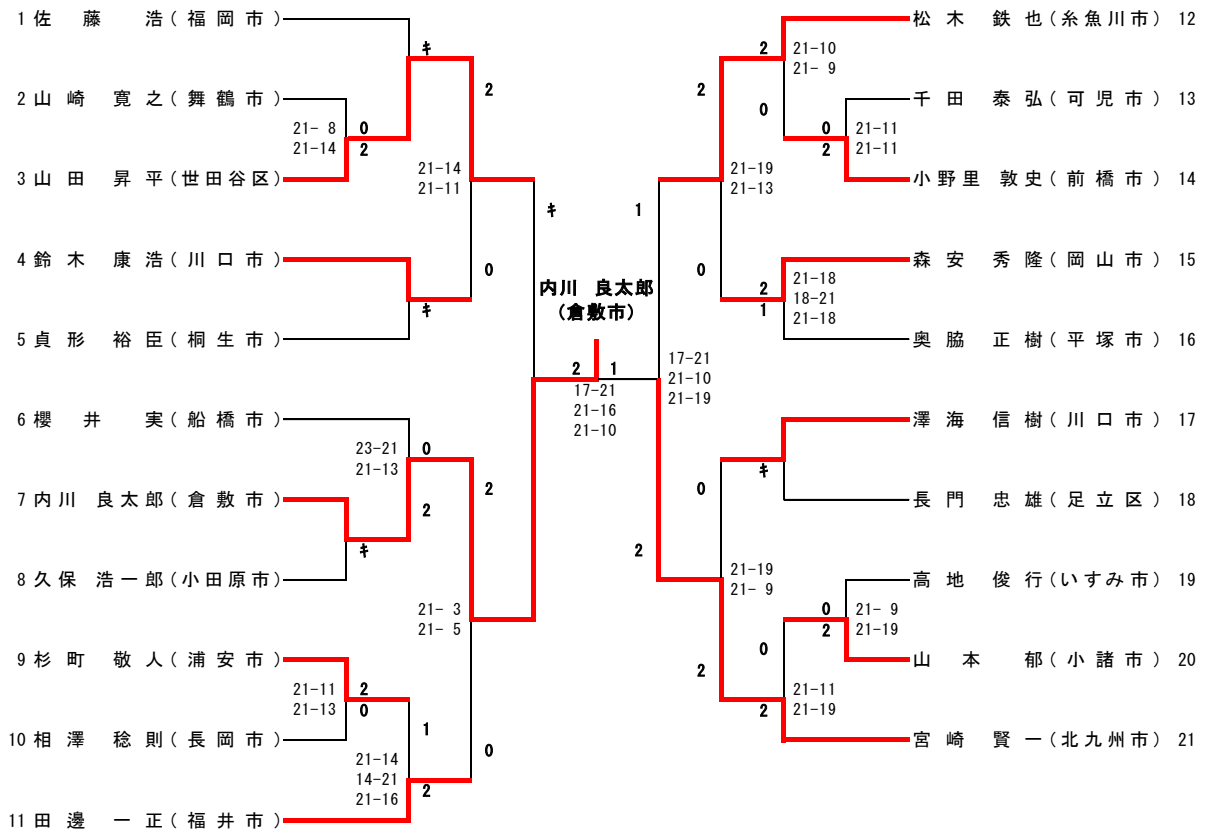 1 佐藤 浩（福岡市）
キ
2
2 山崎 寛之（舞鶴市）
21- 8 0
21-14 2
3 山田 昇平（世田谷区）
21-14
21-11
キ
4 鈴木 康浩（川口市）
0
キ
5 貞形 裕臣（桐生市）
6 櫻井 実（船橋市）
23-21 0
21-13
2
7 内川 良太郎（倉敷市）
2
キ
8 久保 浩一郎（小田原市）
21- 3
21- 5
9 杉町 敬人（浦安市）
21-11 2
21-13 0
10 相澤 稔則（長岡市）
1
0
21-14
14-21
21-16 2
11 田邊 一正（福井市）
内川 良太郎
（倉敷市）
2 1
17-21
21-16
21-10
松木 鉄也（糸魚川市） 12
2 21-10
21- 9
2
0
千田 泰弘（可児市） 13
0 21-11
2 21-11
小野里 敦史（前橋市） 14
21-19
21-13
1
森安 秀隆（岡山市） 15
0
2 21-18
1 18-21
21-18
奥脇 正樹（平塚市） 16
17-21
21-10
21-19
澤海 信樹（川口市） 17
キ
0
長門 忠雄（足立区） 18
2
21-19
21- 9
高地 俊行（いすみ市） 19
0 21- 9
2 21-19
0
山本 郁（小諸市） 20
2
21-11
2 21-19
宮崎 賢一（北九州市） 21